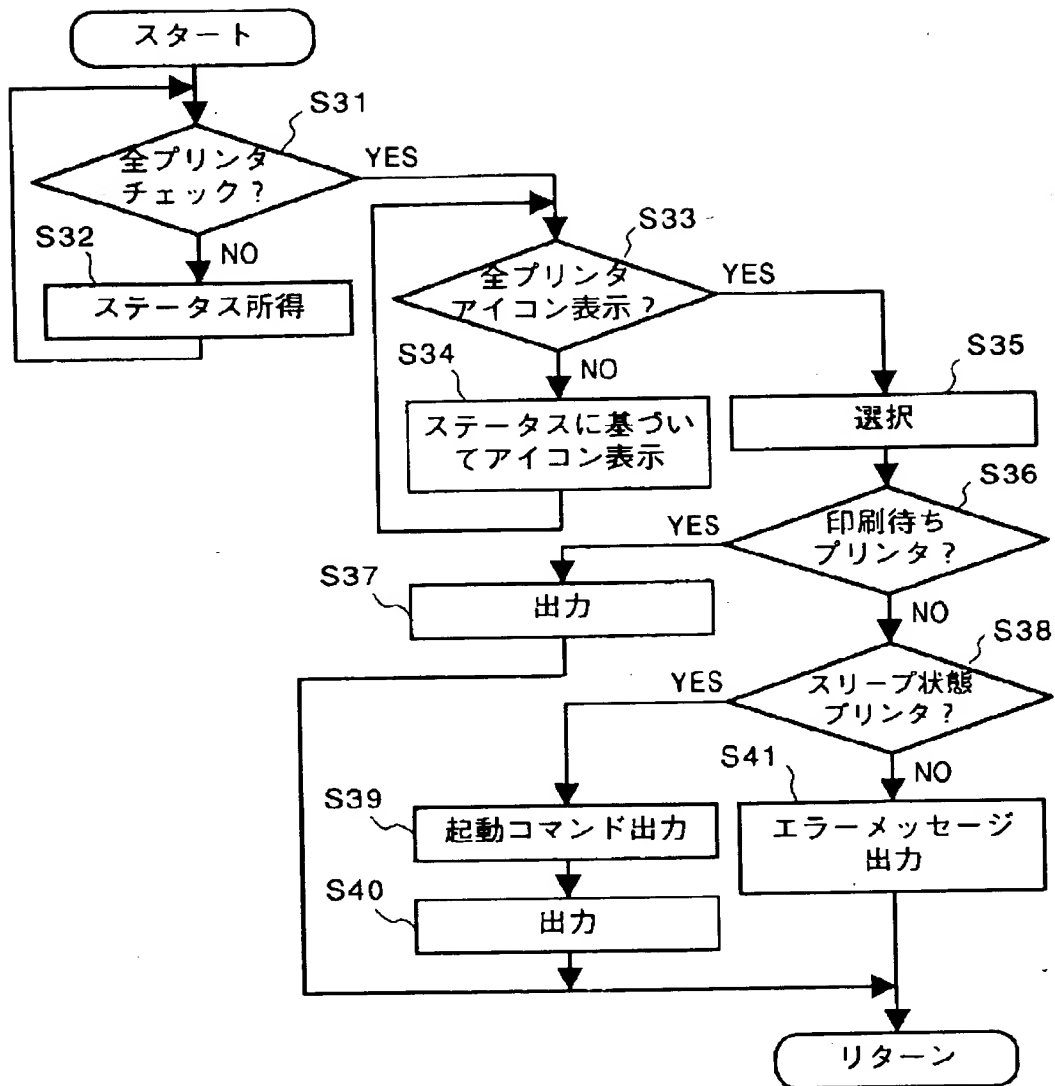 スタート
S31
全プリンタ
チェック?
YES
S32
NO
ステータス所得
S33
全プリンタ
アイコン表示?
YES
S34
NO
ステータスに基づい
てアイコン表示
S35
選択
S36
印刷待ち
プリンタ?
YES
S37
出力
NO
S38
スリープ状態
プリンタ?
YES
S39
起動コマンド出力
S40
出力
S41
NO
エラーメッセージ
出力
リターン